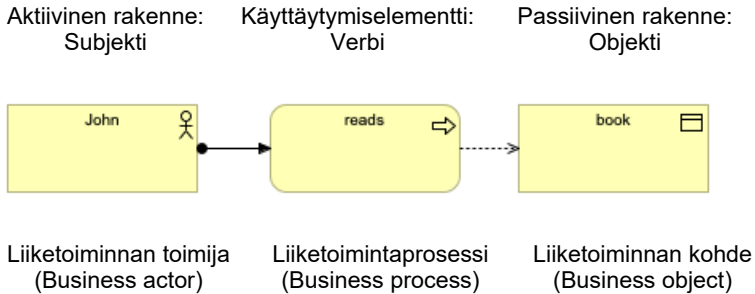 Aktiivinen rakenne:
Subjekti
Käyttäytymiselementti:
Verbi
Passiivinen rakenne:
Objekti
John
reads
book
Liiketoiminnan toimija
(Business actor)
Liiketoimintaprosessi
(Business process)
Liiketoiminnan kohde
(Business object)